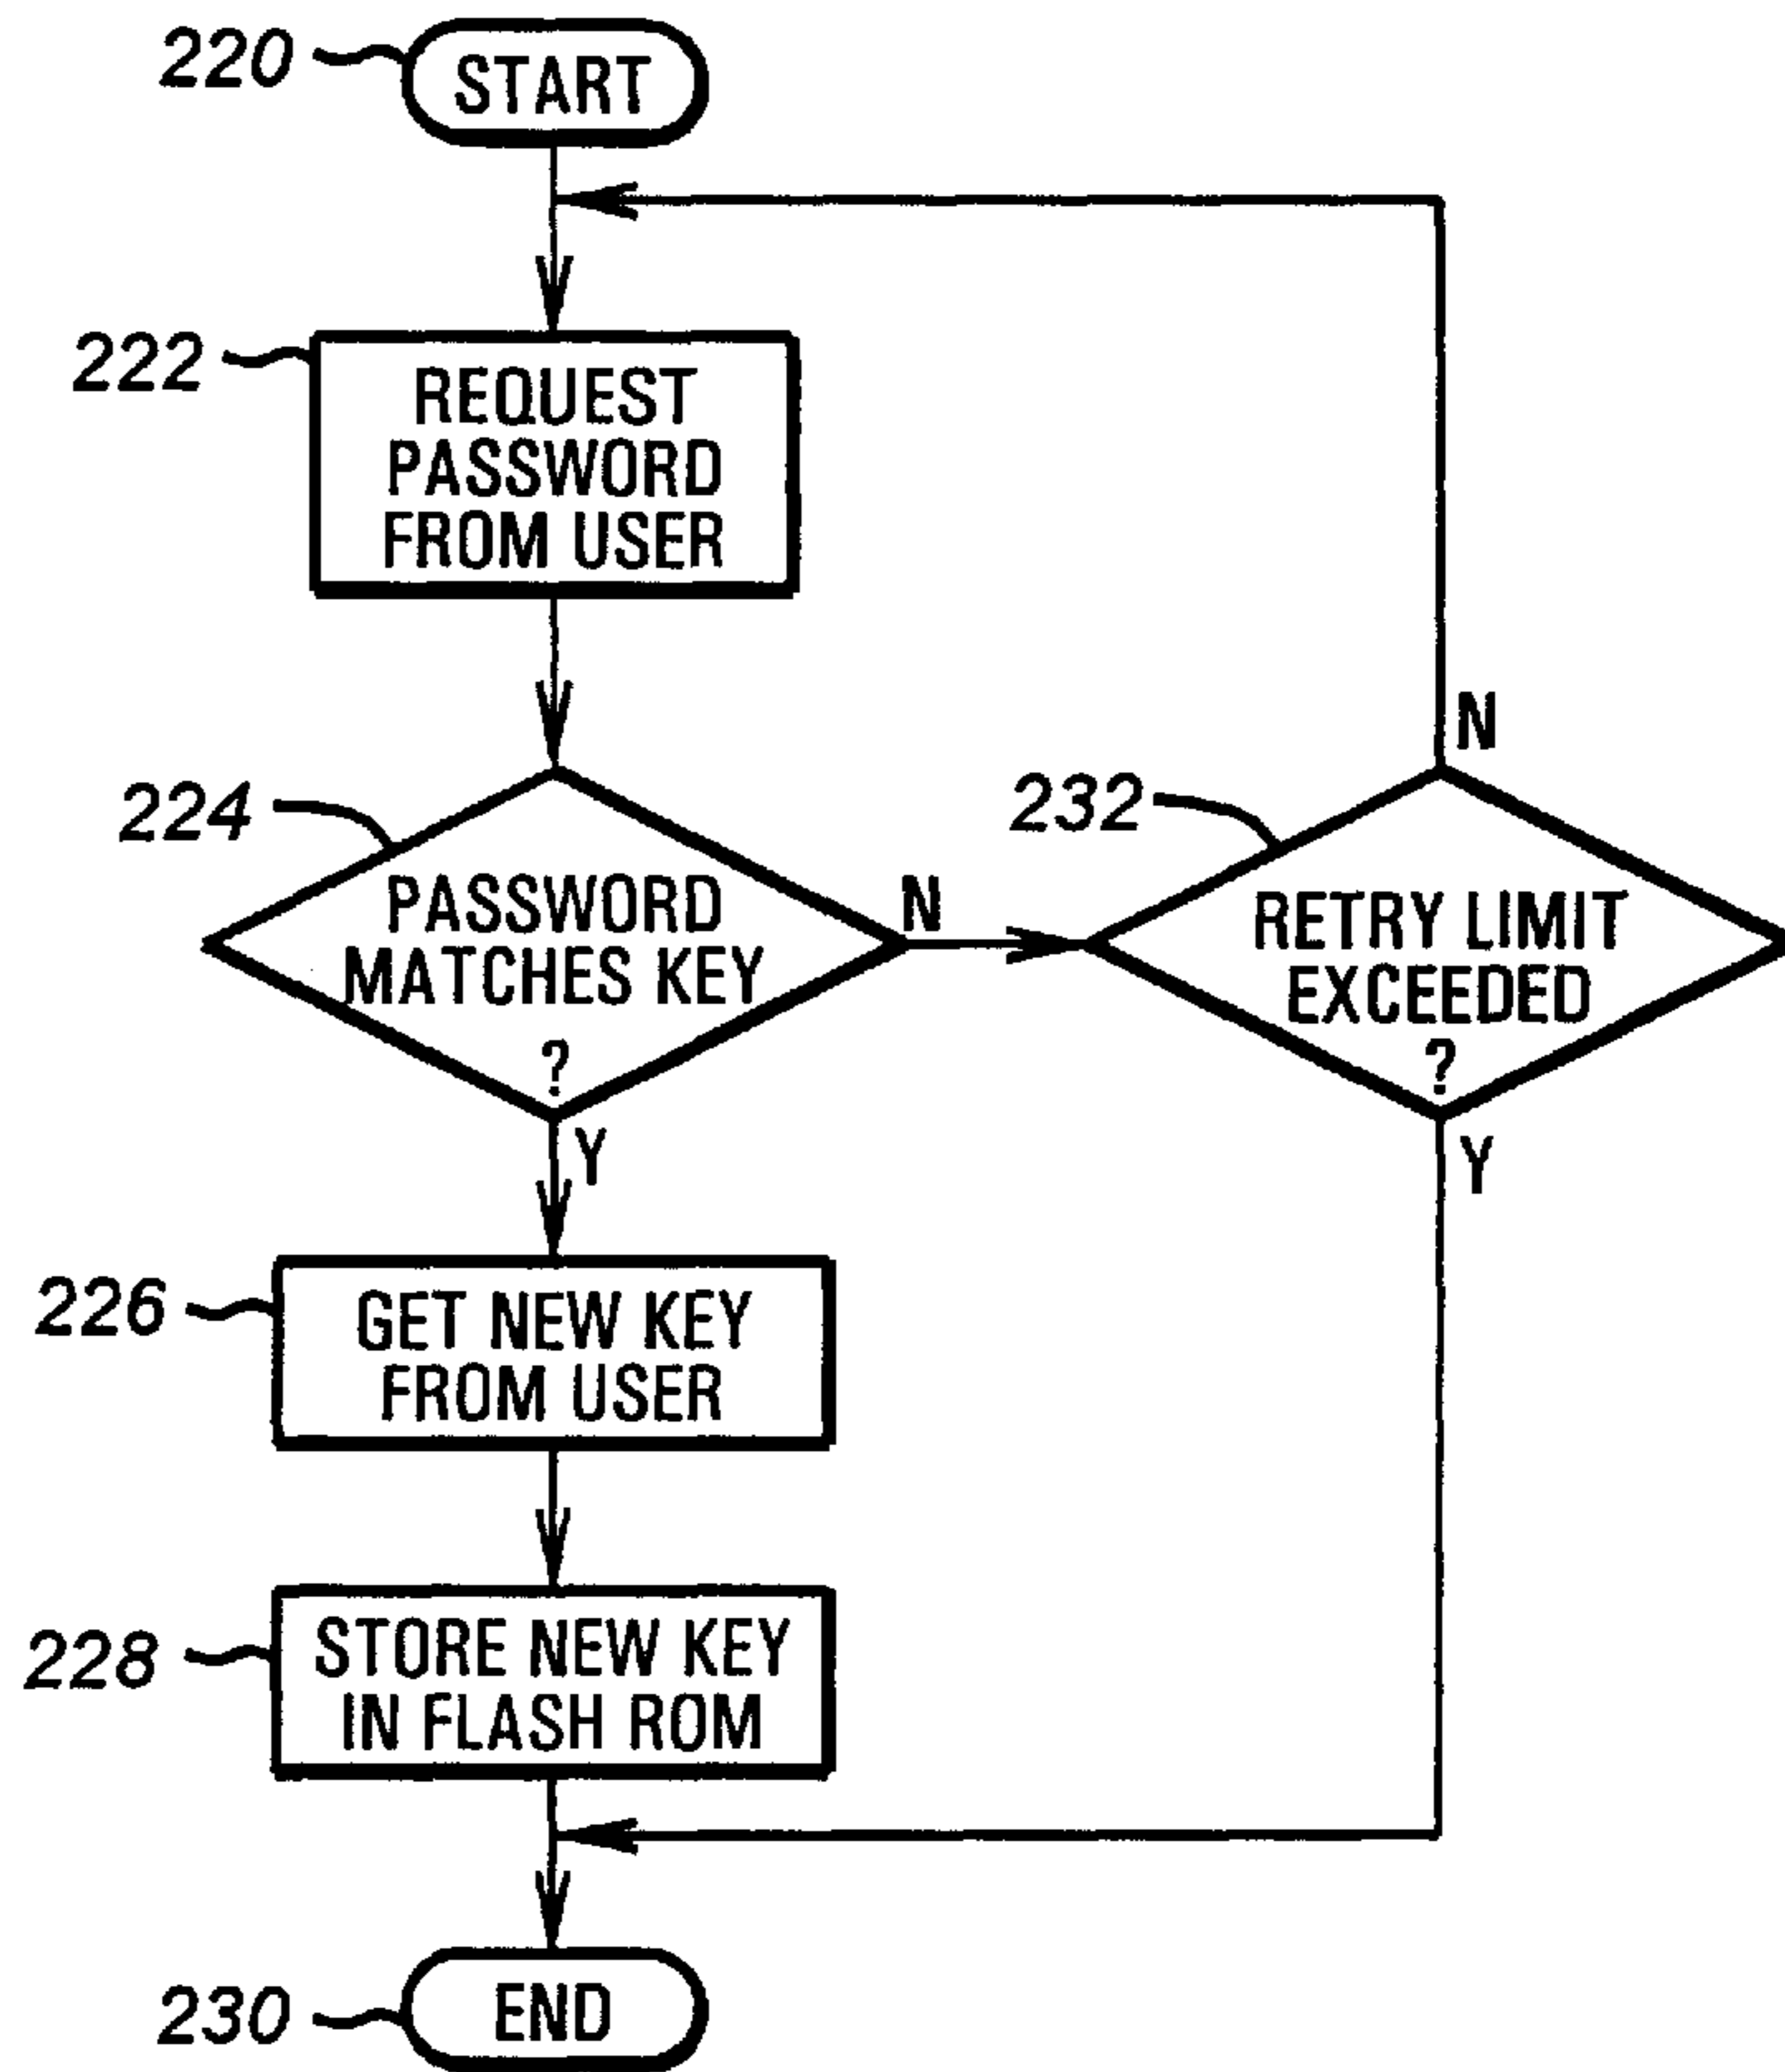 220
START
222
REQUEST
PASSWORD
FROM USER
N
224
232
PASSWORD
MATCHES KEY
?
N
RETRY LIMIT
EXCEEDED
?
Y
Y
226
GET NEW KEY
FROM USER
228
STORE NEW KEY
IN FLASH ROM
230
END